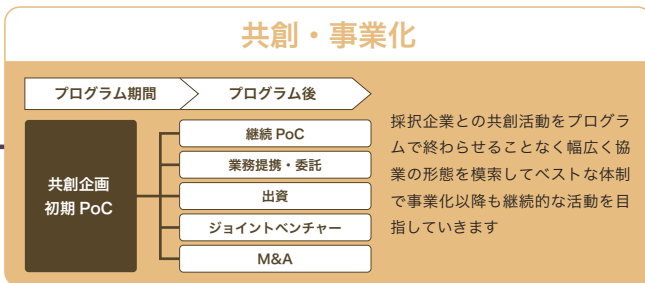 共創・事業化
プログラム期間
プログラム後
共創企画
初期 PoC
継続 PoC
業務提携・委託
出資
ジョイントベンチャー
M&A
採択企業との共創活動をプログラ
ムで終わらせることなく幅広く協
業の形態を模索してベストな体制
で事業化以降も継続的な活動を目
指していきます